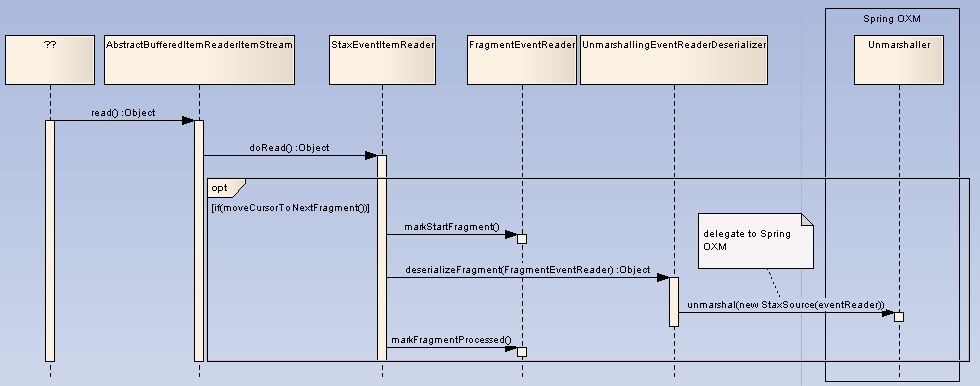 Spring OXM
??
AbstractBufferedItemReaderItemStream
StaxEventItemReader
FragmentEventReader
UnmarshallingEventReaderDeserializer
Unmarshaller
read() :Object
doRead() :Object
opt
[if(moveCursorToNextFragment())]
markStartFragment()
delegate to Spring
OXM
deserializeFragment(FragmentEventReader) :Object
unmarshal(new StaxSource(eventReader))
markFragmentProcessed()